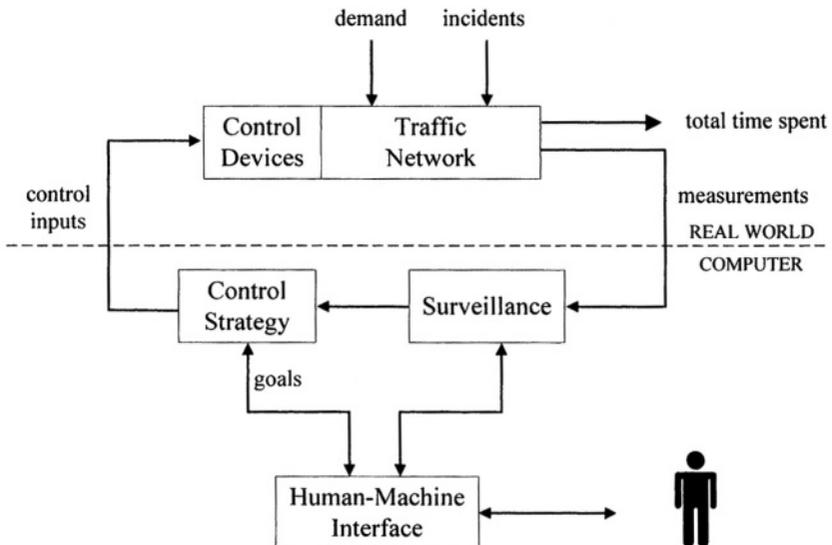 demand
incidents
Control
Devices
Traffic
Network
total time spent
control
inputs
measurements
REAL WORLD
COMPUTER
Control
Strategy
Surveillance
goals
Human-Machine
Interface